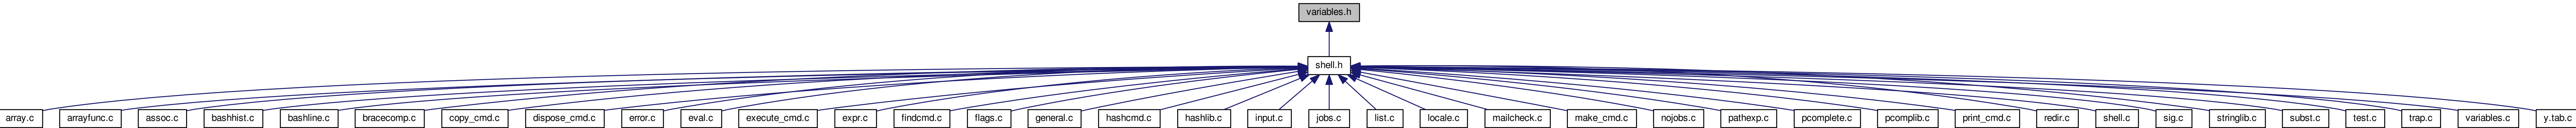 variables.h
shell.h
array.c arrayfunc.c assoc.c bashhist.c bashline.c bracecomp.c copy_cmd.c dispose_cmd.c error.c eval.c execute_cmd.c expr.c findcmd.c flags.c general.c hashcmd.c hashlib.c input.c jobs.c list.c locale.c mailcheck.c make_cmd.c nojobs.c pathexp.c pcomplete.c pcomplib.c print_cmd.c redir.c shell.c sig.c stringlib.c subst.c test.c trap.c variables.c y.tab.c